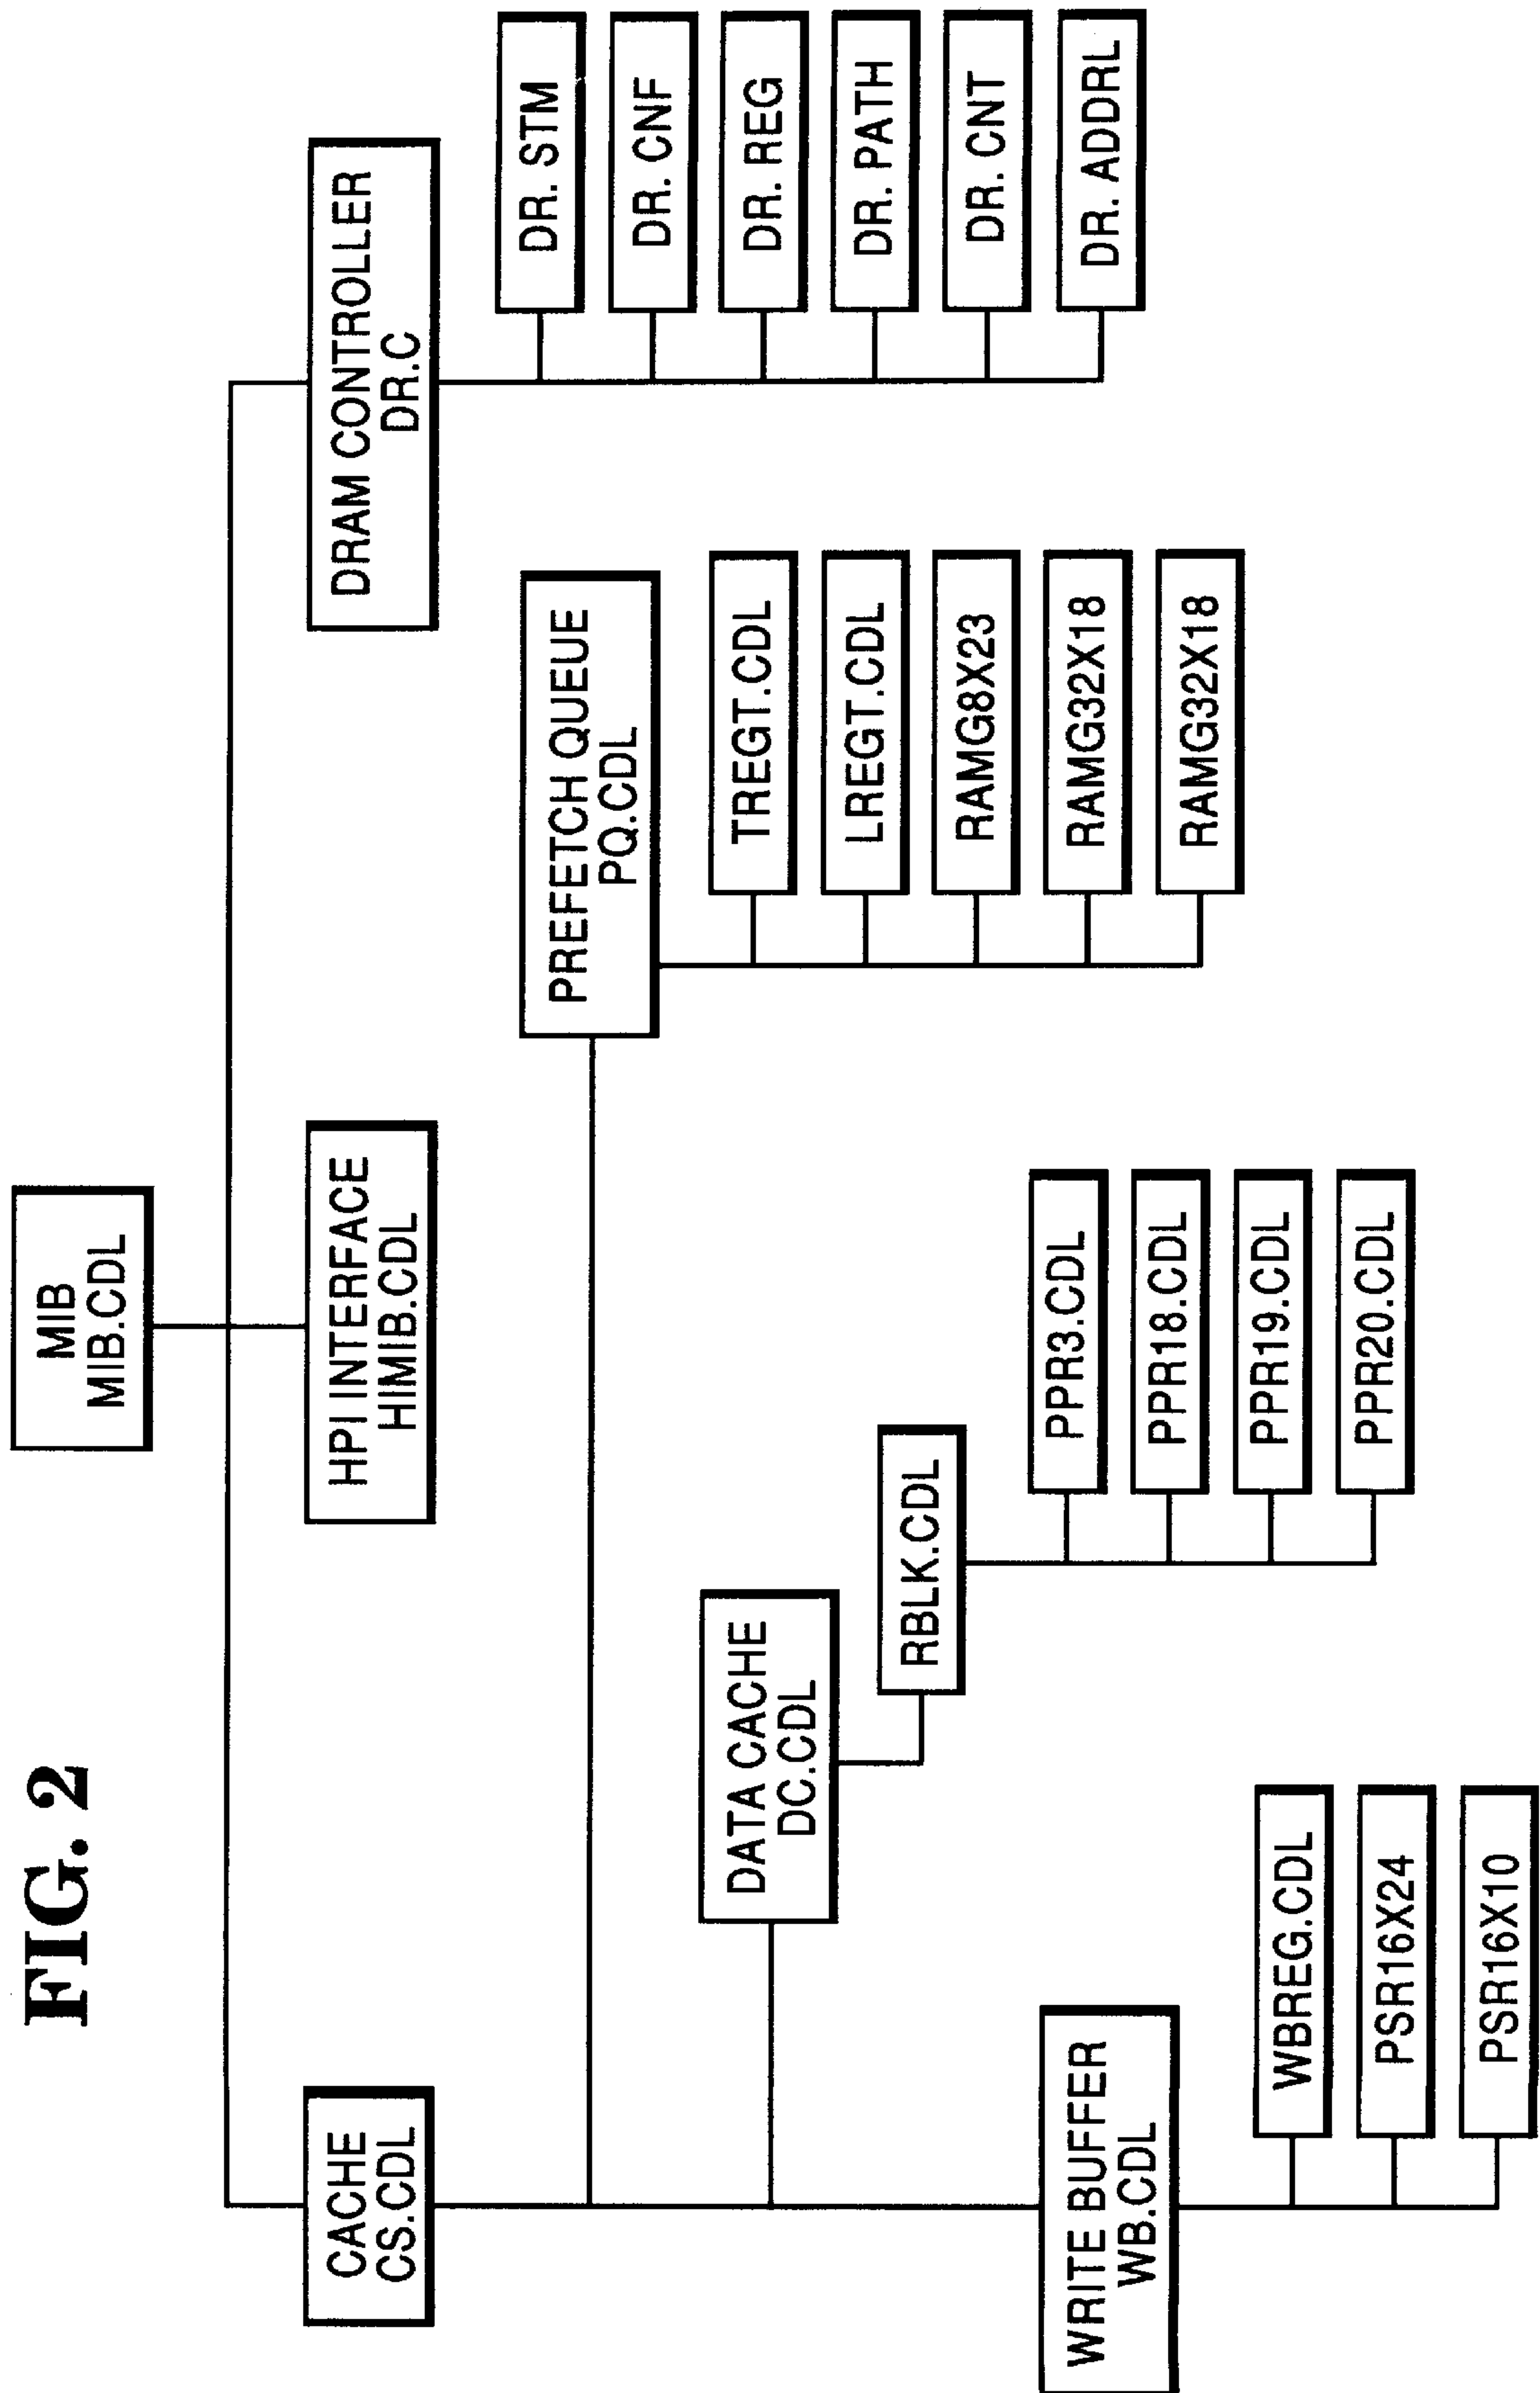 FIG. 2
MIB
MIB.CDL
CACHE
CS.CDL
HPI INTERFACE
HIMIB.CDL
DRAM CONTROLLER
DR.C
DR. STM
DR. CNF
DR. REG
DR. PATH
DR. CNT
DR. ADDRL
PREFETCH QUEUE
PQ.CDL
TREGT.CDL
LREGT.CDL
RAMG8X23
RAMG32X18
RAMG32X18
DATA CACHE
DC.CDL
RBLK.CDL
PPR3.CDL
PPR18.CDL
PPR19.CDL
PPR20.CDL
WRITE BUFFER
WB.CDL
WBREG.CDL
PSR16X24
PSR16X10